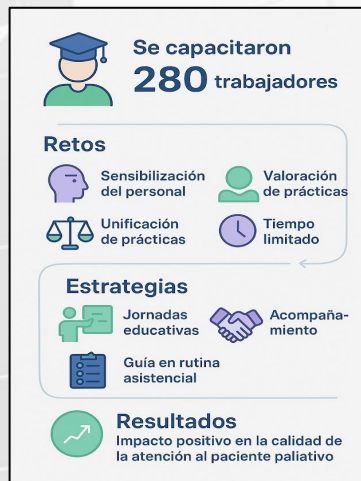 Se capacitaron
280 trabajadores
Retos
Sensibilización
del personal
Valoración
de prácticas
Unificación
de prácticas
Tiempo
limitado
Estrategias
Jornadas
educativas
Acompaña-
miento
Guía en rutina
asistencial
Resultados
Impacto positivo en la calidad de
la atención al paciente paliativo